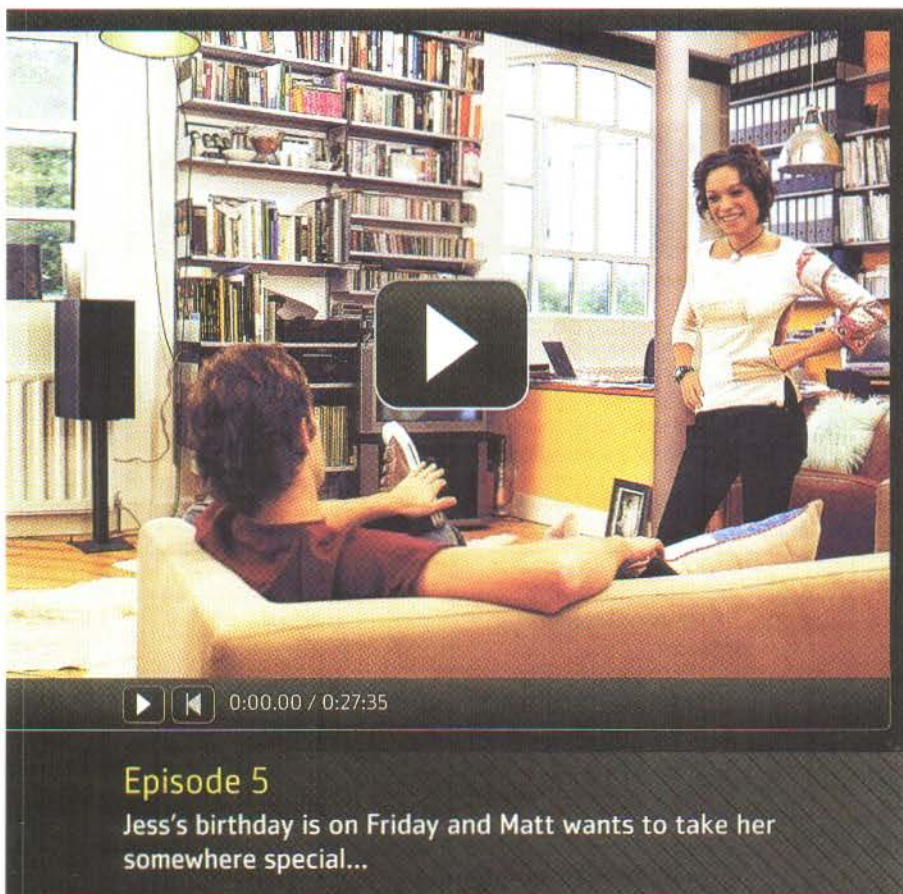 0:00.00 / 0:27:35
Episode 5
Jess's birthday is on Friday and Matt wants to take her
somewhere special...